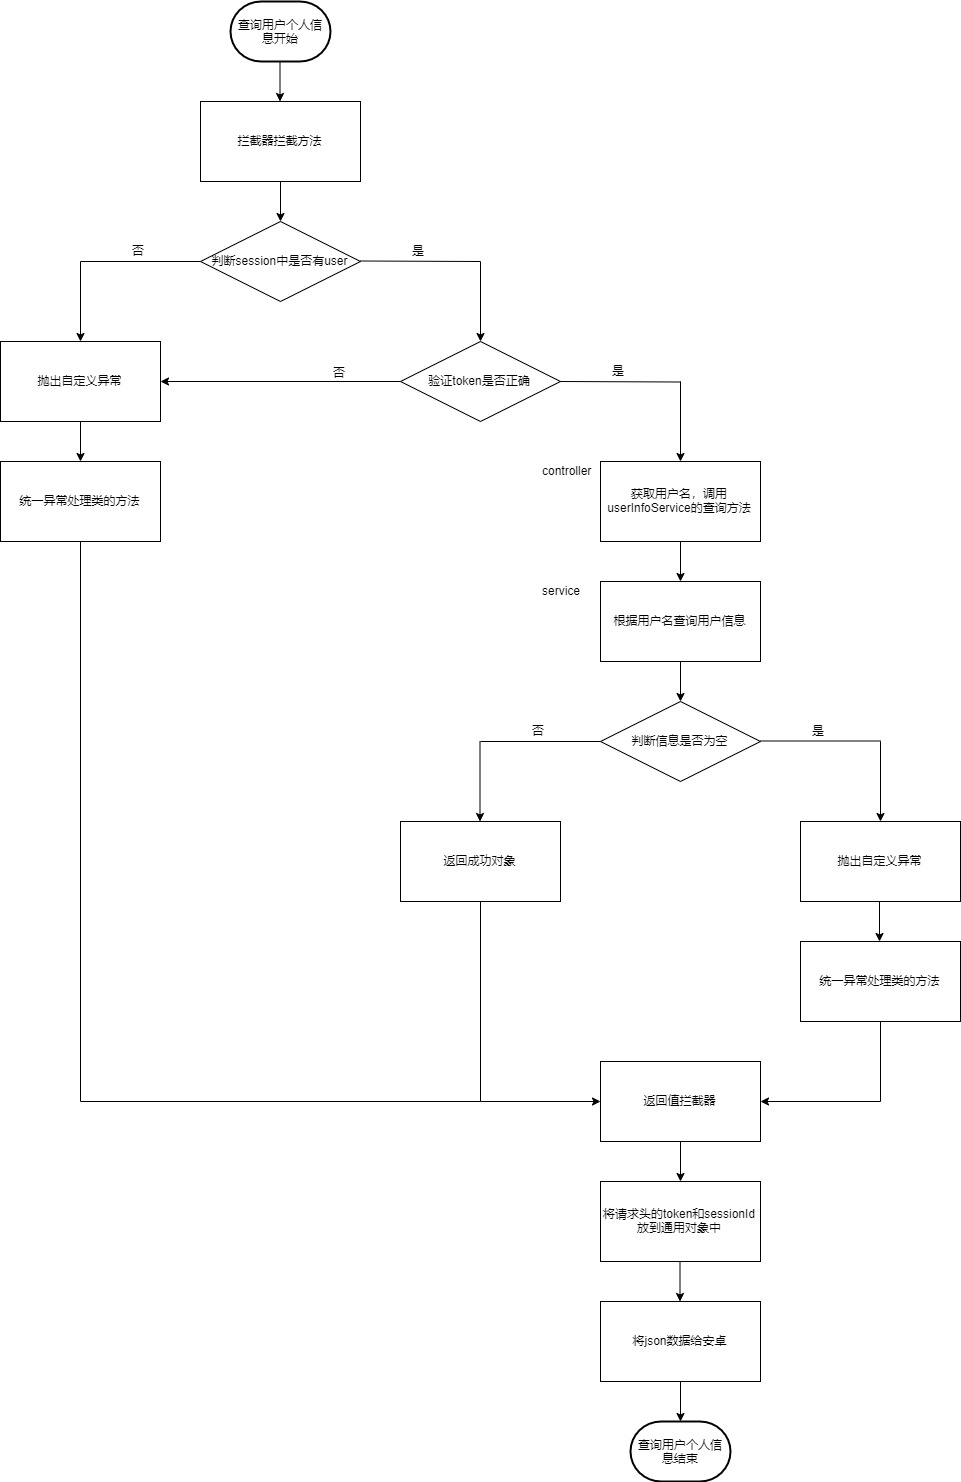 查询用户个人信
息开始
拦截器拦截方法
否
是
判断session中是否有user
抛出自定义异常
否
验证token是否正确
是
统一异常处理类的方法
controller
获取用户名，调用
userInfoService的查询方法
service
根据用户名查询用户信息
否
判断信息是否为空
是
返回成功对象
抛出自定义异常
统一异常处理类的方法
返回值拦截器
将请求头的token和sessionId
放到通用对象中
将json数据给安卓
查询用户个人信
息结束